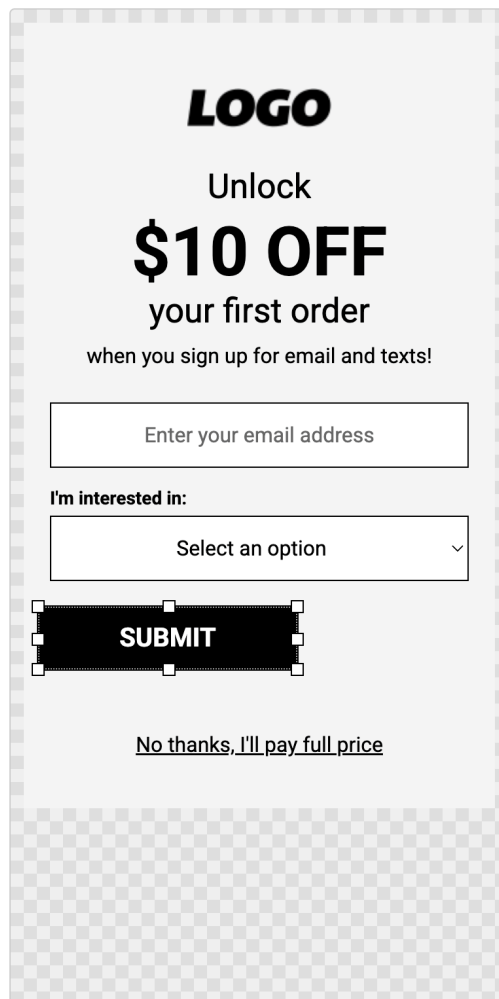 LOGO
Unlock
$10 OFF
your first order
when you sign up for email and texts!
Enter your email address
I'm interested in:
Select an option
SUBMIT
No thanks, I'll pay full price